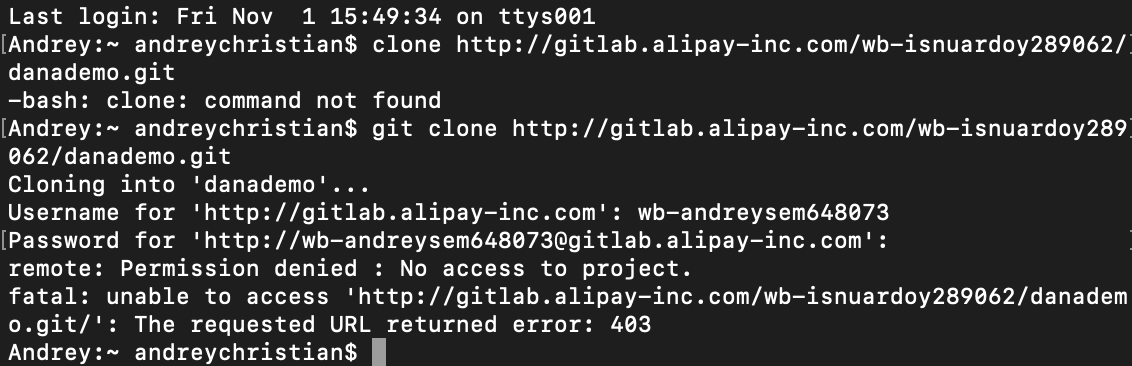 Last login: Fri Nov  1 15:49:34 on ttys001
[Andrey:~ andreychristian$ clone http://gitlab.alipay-inc.com/wb-isnuardoy289062/]
danademo.git
-bash: clone: command not found
[Andrey:~ andreychristian$ git clone http://gitlab.alipay-inc.com/wb-isnuardoy289]
062/danademo.git
Cloning into 'danademo'...
Username for 'http://gitlab.alipay-inc.com': wb-andreysem648073
[Password for 'http://wb-andreysem648073@gitlab.alipay-inc.com': ]
remote: Permission denied : No access to project.
fatal: unable to access 'http://gitlab.alipay-inc.com/wb-isnuardoy289062/danadem
o.git/': The requested URL returned error: 403
Andrey:~ andreychristian$